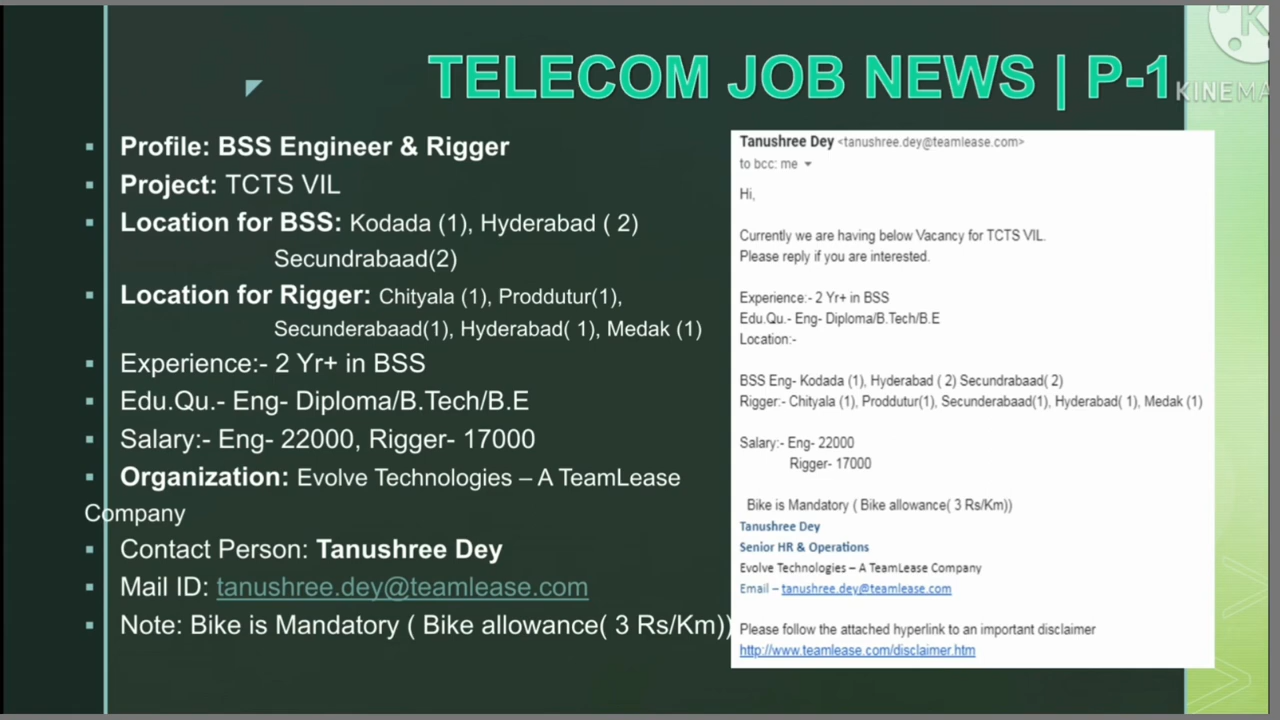 TELECOM JOB NEWS | P-1
KINEMA
Profile: BSS Engineer & Rigger
Project: TCTS VIL
Location for BSS: Kodada (1), Hyderabad ( 2)
Secundrabaad(2)
Location for Rigger: Chityala (1), Proddutur(1),
Secunderabaad(1), Hyderabad( 1), Medak (1)
Experience:- 2 Yr+ in BSS
Edu.Qu.- Eng- Diploma/B.Tech/B.E
Salary:- Eng- 22000, Rigger- 17000
Organization: Evolve Technologies – A TeamLease
Company
Contact Person: Tanushree Dey
Mail ID: tanushree.dey@teamlease.com
Note: Bike is Mandatory ( Bike allowance( 3 Rs/Km))
Tanushree Dey <tanushree.dey@teamlease.com>
to bcc: me
Hi,
Currently we are having below Vacancy for TCTS VIL.
Please reply if you are interested.
Experience:- 2 Yr+ in BSS
Edu.Qu.- Eng- Diploma/B.Tech/B.E
Location:-
BSS Eng- Kodada (1), Hyderabad ( 2) Secundrabaad( 2)
Rigger:- Chityala (1), Proddutur(1), Secunderabaad(1), Hyderabad( 1), Medak (1)
Salary:- Eng- 22000
Rigger- 17000
Bike is Mandatory ( Bike allowance( 3 Rs/Km))
Tanushree Dey
Senior HR & Operations
Evolve Technologies – A TeamLease Company
Email – tanushree.dey@teamlease.com
Please follow the attached hyperlink to an important disclaimer
http://www.teamlease.com/disclaimer.htm